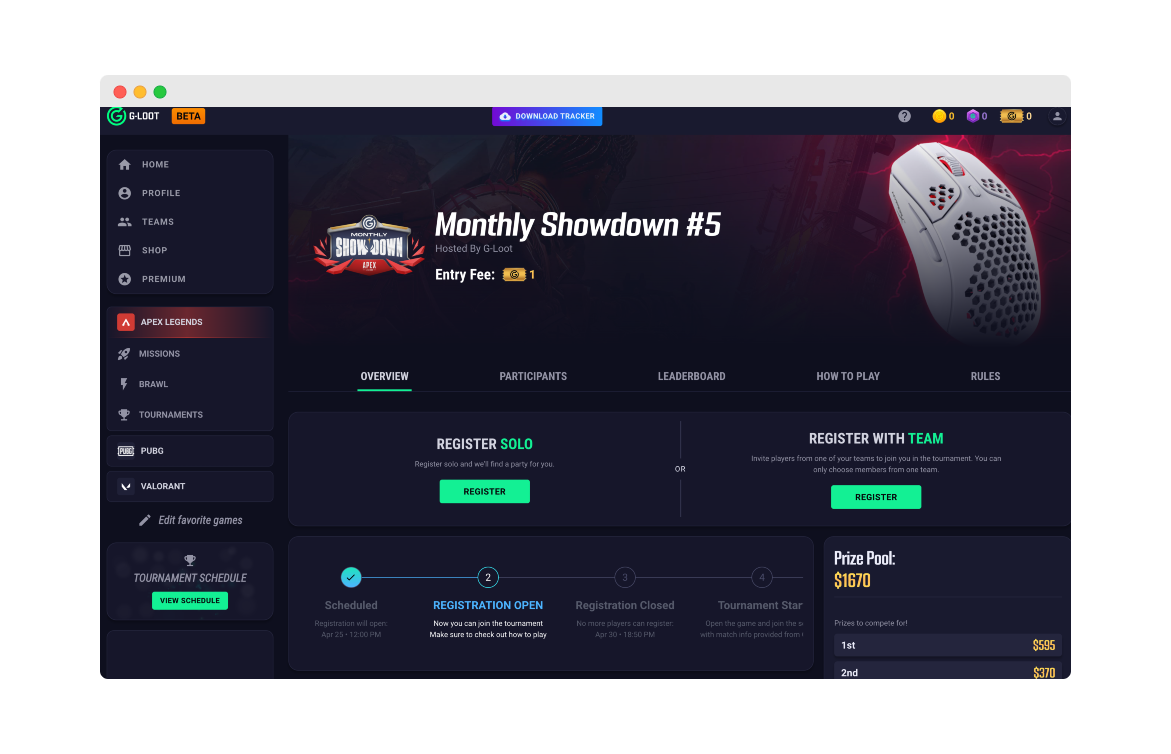 G-LOOT BETA
DOWNLOAD TRACKER
? 0 0 G 0
HOME
PROFILE
TEAMS
SHOP
PREMIUM
APEX LEGENDS
MISSIONS
BRAWL
TOURNAMENTS
PUBG PUBG
VALORANT
Edit favorite games
TOURNAMENT SCHEDULE
VIEW SCHEDULE
MONTHLY
SHOWDOWN
APEX
Monthly Showdown #5
Hosted By G-Loot
Entry Fee: G 1
OVERVIEW PARTICIPANTS LEADERBOARD HOW TO PLAY RULES
REGISTER SOLO
Register solo and we'll find a party for you.
REGISTER
OR
REGISTER WITH TEAM
Invite players from one of your teams to join you in the tournament. You can
only choose members from one team.
REGISTER
Scheduled
Registration will open:
Apr 25 • 12:00 PM
2
REGISTRATION OPEN
Now you can join the tournament
Make sure to check out how to play
3
Registration Closed
No more players can register:
Apr 30 • 18:50 PM
4
Tournament Star
Open the game and join the s
with match info provided from
Prize Pool:
$1670
Prizes to compete for!
1st $595
2nd $370